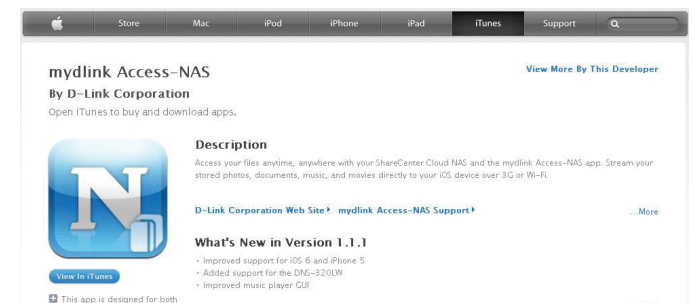 Store Mac iPod iPhone iPad iTunes Support
mydlink Access-NAS
View More By This Developer
By D-Link Corporation
Open iTunes to buy and download apps.
N
Description
Access your files anytime, anywhere with your ShareCenter Cloud NAS and the mydlink Access-NAS app. Stream your
stored photos, documents, music, and movies directly to your iOS device over 3G or Wi-Fi.
D-Link Corporation Web Site mydlink Access-NAS Support
...More
What's New in Version 1.1.1
• Improved support for iOS 6 and iPhone 5
• Added support for the DNS-320LW
• Improved music player GUI
View In iTunes
This app is designed for both